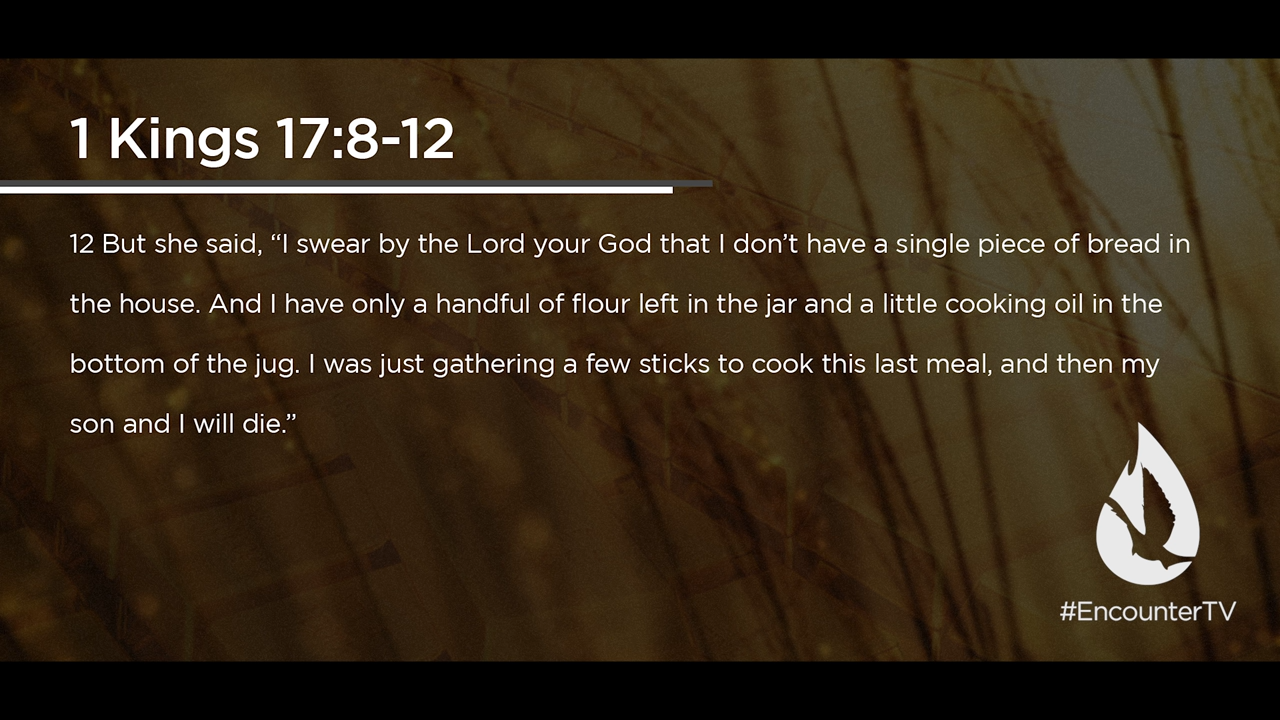 1 Kings 17:8-12
12 But she said, “I swear by the Lord your God that I don’t have a single piece of bread in
the house. And I have only a handful of flour left in the jar and a little cooking oil in the
bottom of the jug. I was just gathering a few sticks to cook this last meal, and then my
son and I will die.”
#EncounterTV